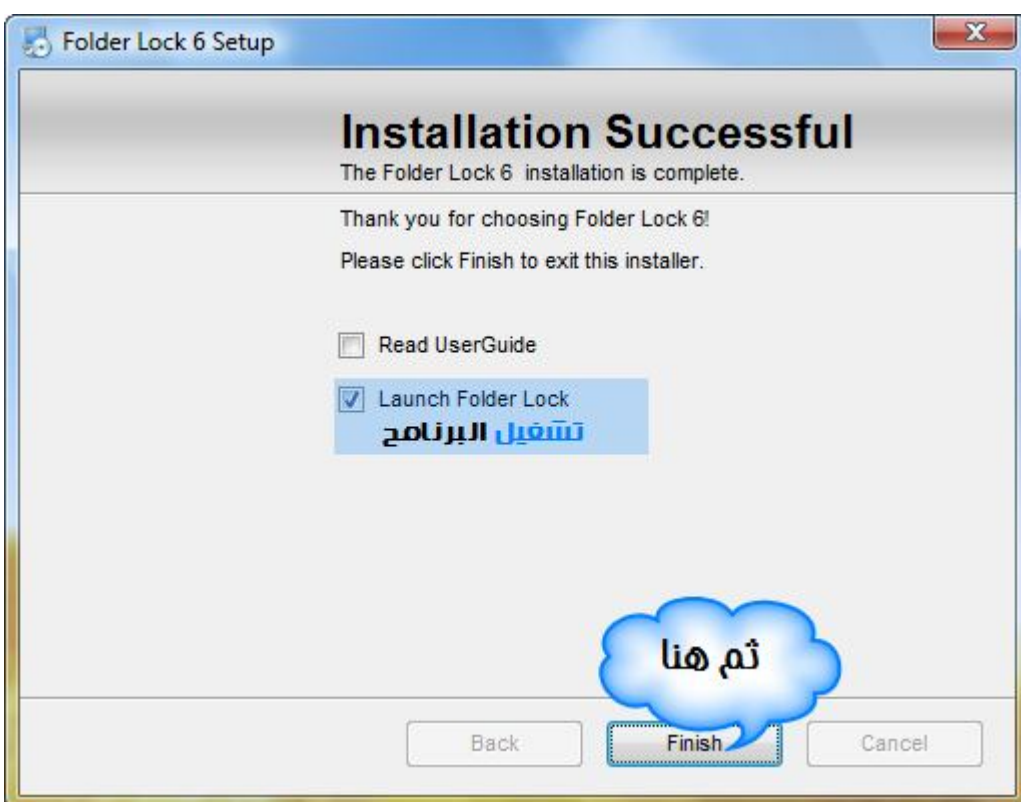 Folder Lock 6 Setup
Installation Successful
The Folder Lock 6 installation is complete.
Thank you for choosing Folder Lock 6!
Please click Finish to exit this installer.
Read UserGuide
Launch Folder Lock
تشغيل البرنامج
ثم هنا
Back Finish Cancel